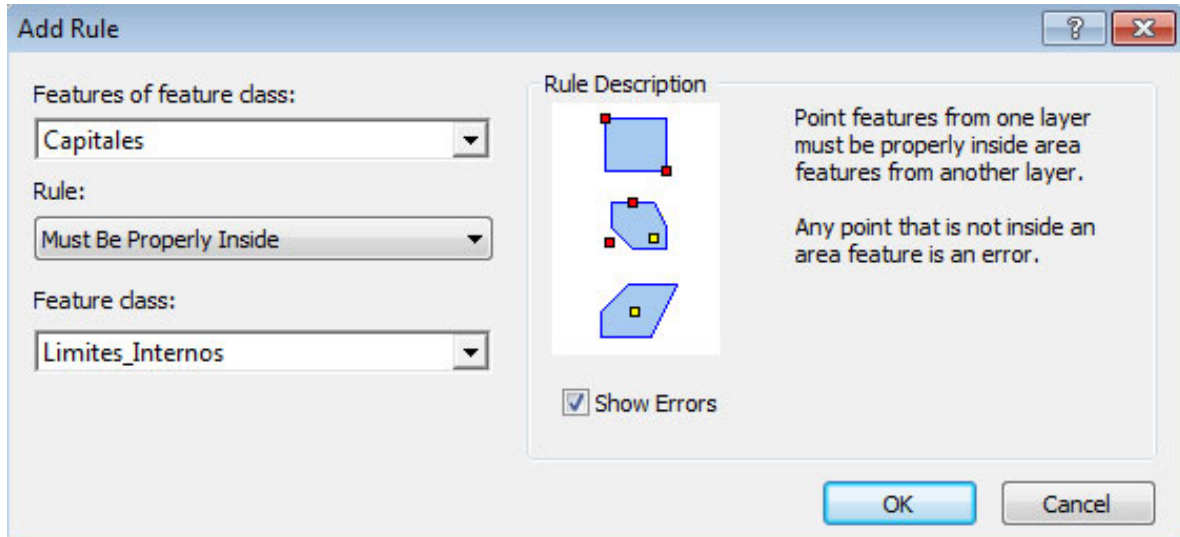 Add Rule
Features of feature class:
Capitales
Rule:
Must Be Properly Inside
Feature class:
Limites_Internos
Rule Description
Point features from one layer
must be properly inside area
features from another layer.
Any point that is not inside an
area feature is an error.
Show Errors
OK
Cancel